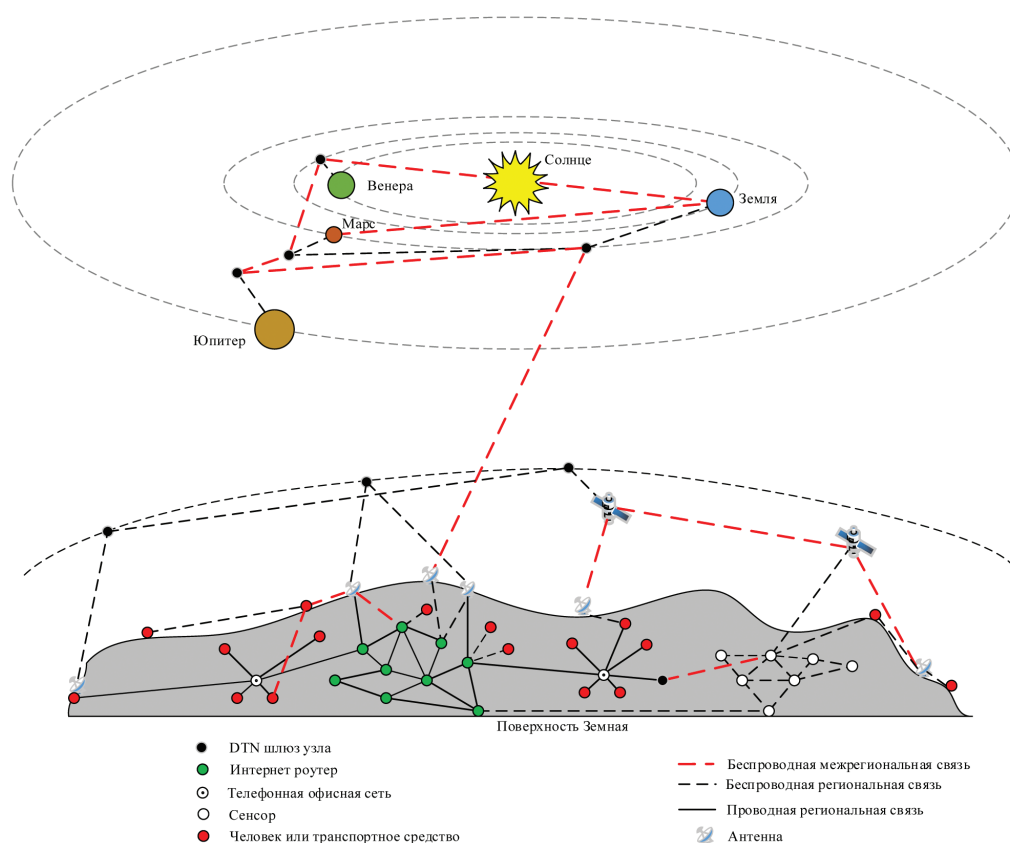 Солнце
Венера
Земля
Марс
Юпитер
Поверхность Земная
DTN шлюз узла
Интернет роутер
Телефонная офисная сеть
Сенсор
Человек или транспортное средство
Беспроводная межрегиональная связь
Беспроводная региональная связь
Проводная региональная связь
Антенна